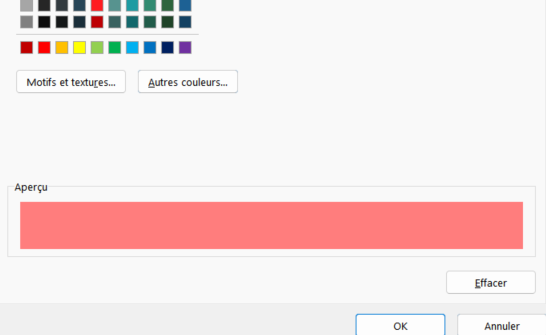 Motifs et textures... Autres couleurs...
Aperçu
Effacer
OK Annuler